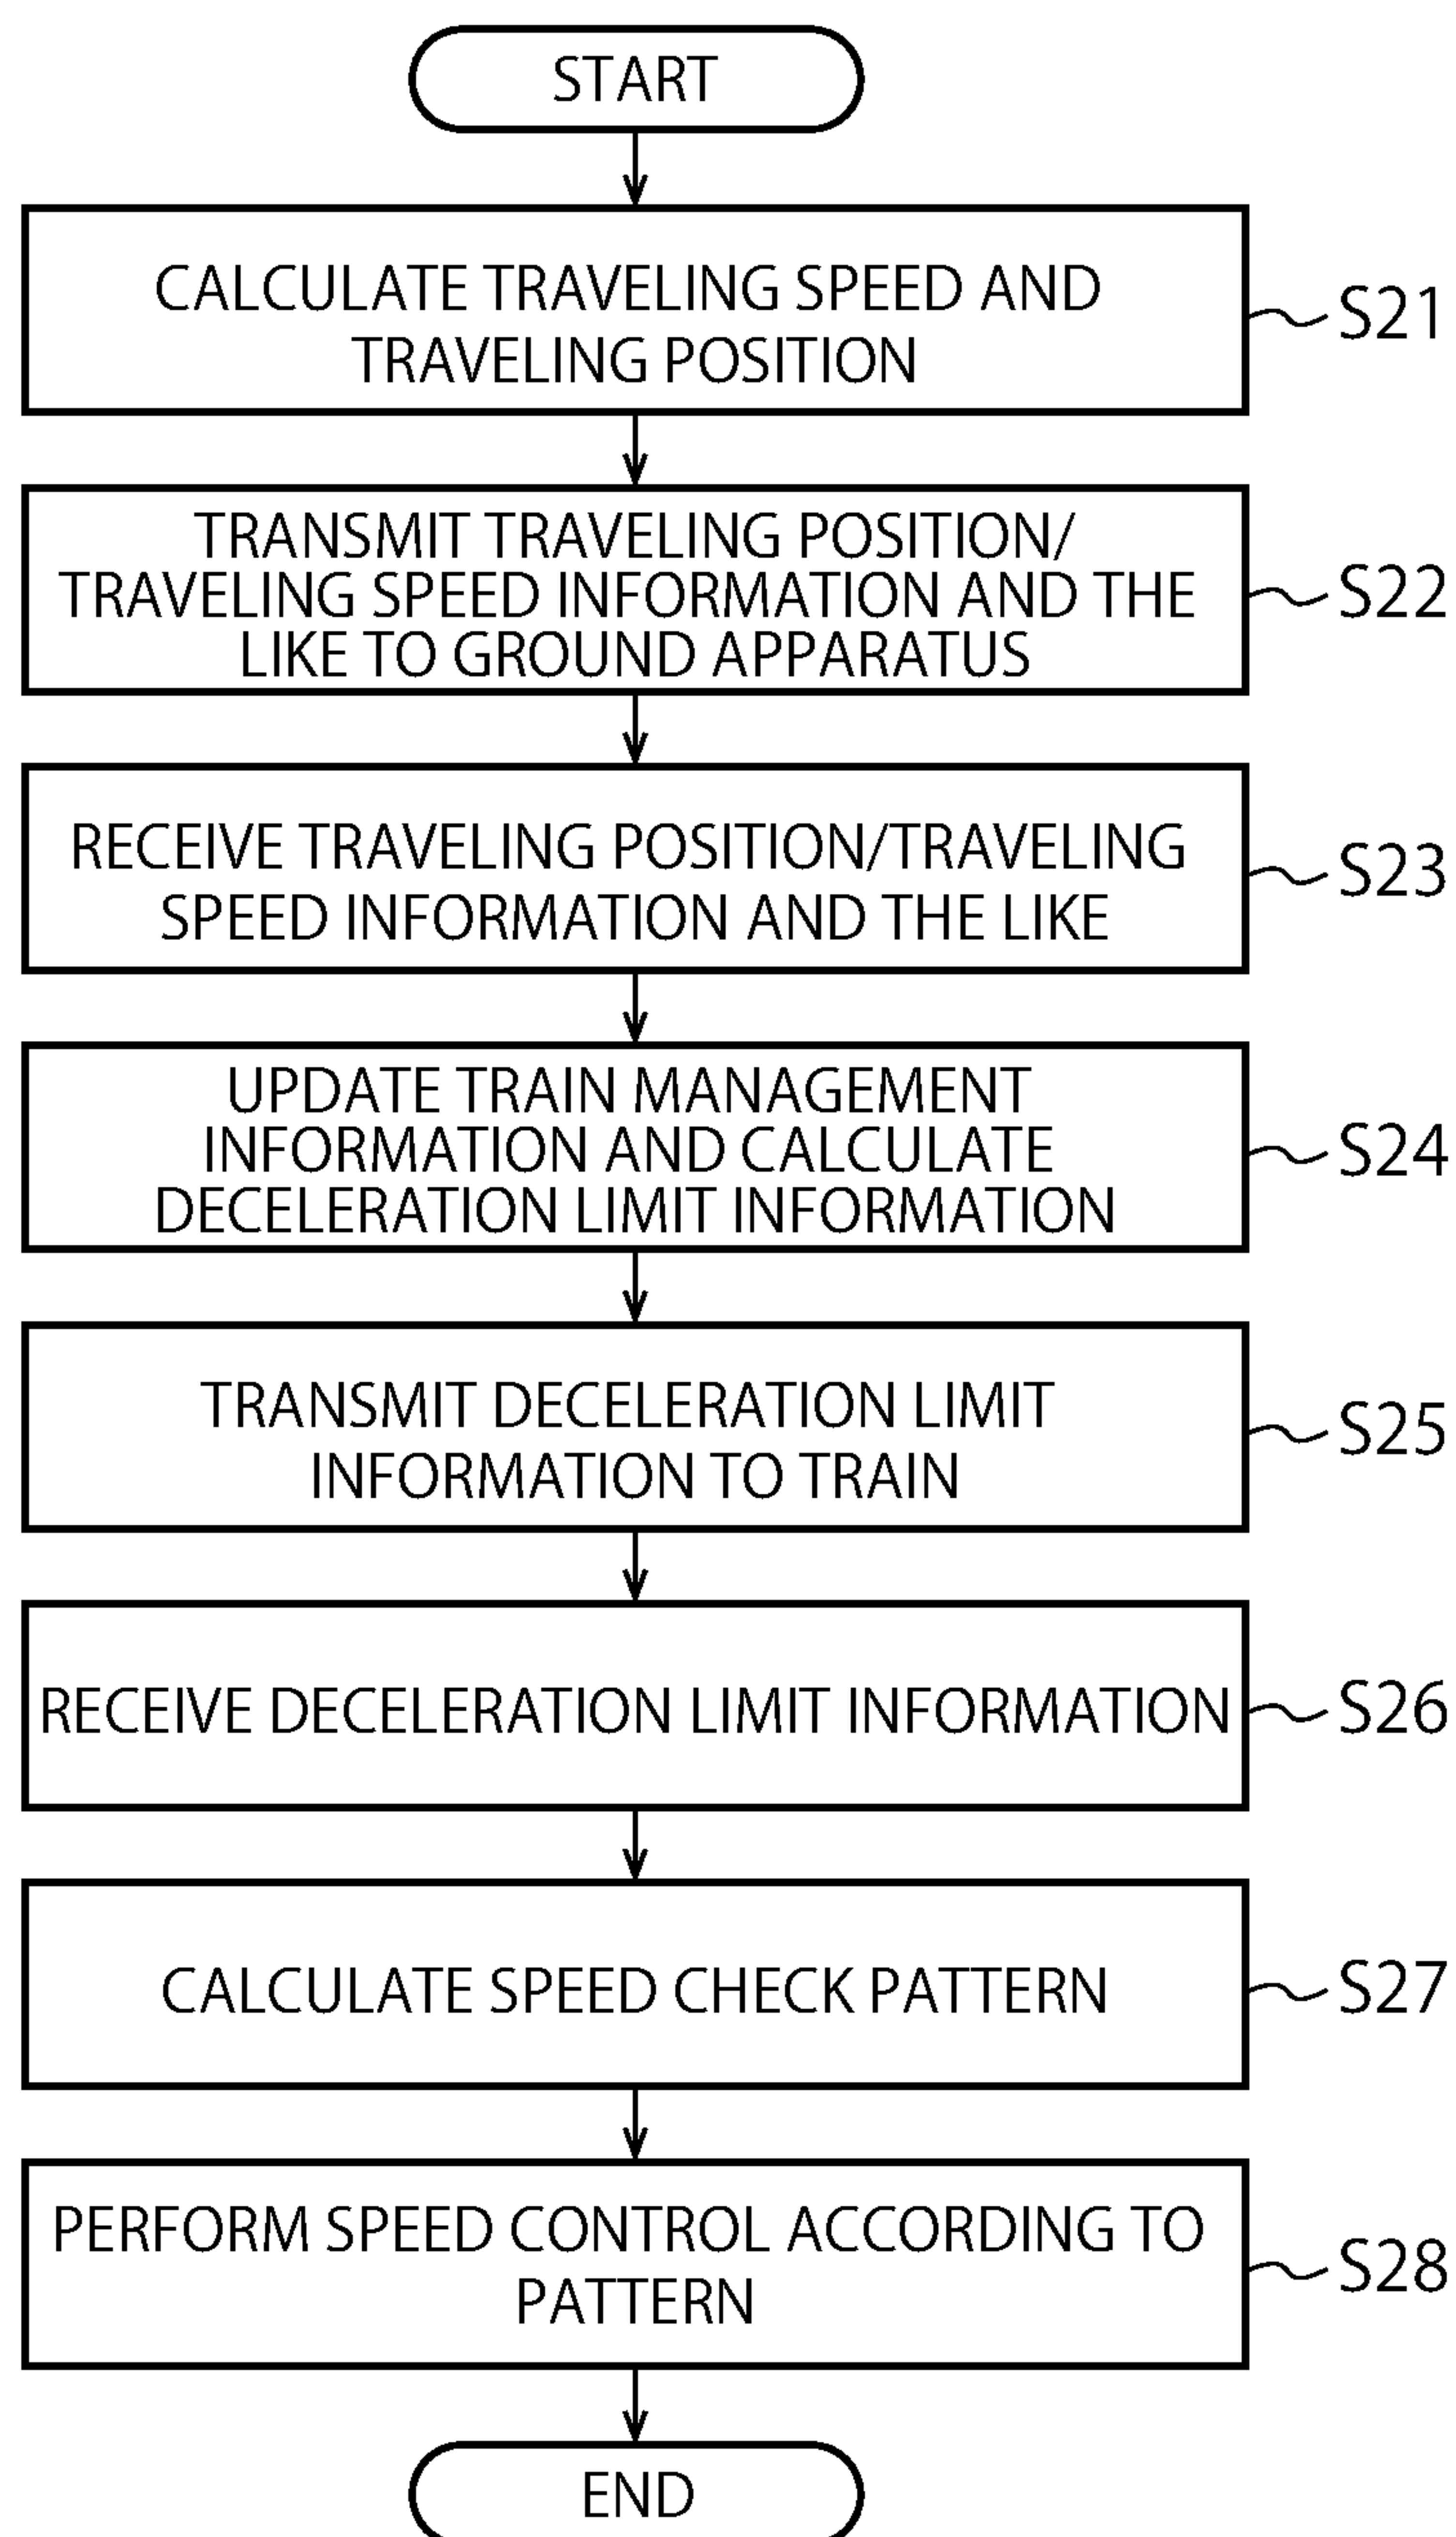 START
CALCULATE TRAVELING SPEED AND
TRAVELING POSITION
S21
TRANSMIT TRAVELING POSITION/
TRAVELING SPEED INFORMATION AND THE
LIKE TO GROUND APPARATUS
S22
RECEIVE TRAVELING POSITION/TRAVELING
SPEED INFORMATION AND THE LIKE
S23
UPDATE TRAIN MANAGEMENT
INFORMATION AND CALCULATE
DECELERATION LIMIT INFORMATION
S24
TRANSMIT DECELERATION LIMIT
INFORMATION TO TRAIN
S25
RECEIVE DECELERATION LIMIT INFORMATION
S26
CALCULATE SPEED CHECK PATTERN
S27
PERFORM SPEED CONTROL ACCORDING TO
PATTERN
S28
END